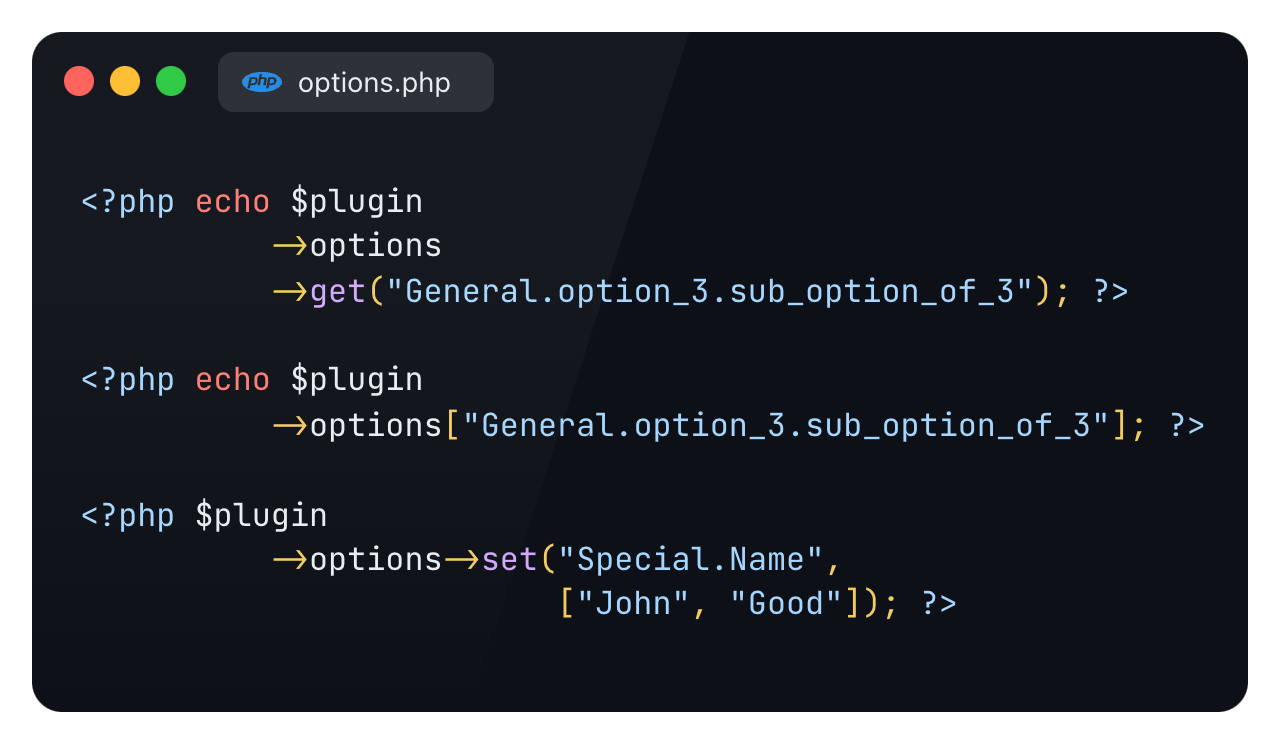 php options.php
<?php echo $plugin
->options
->get("General.option_3.sub_option_of_3"); ?>
<?php echo $plugin
->options["General.option_3.sub_option_of_3"]; ?>
<?php $plugin
->options->set("Special.Name",
["John", "Good"]); ?>